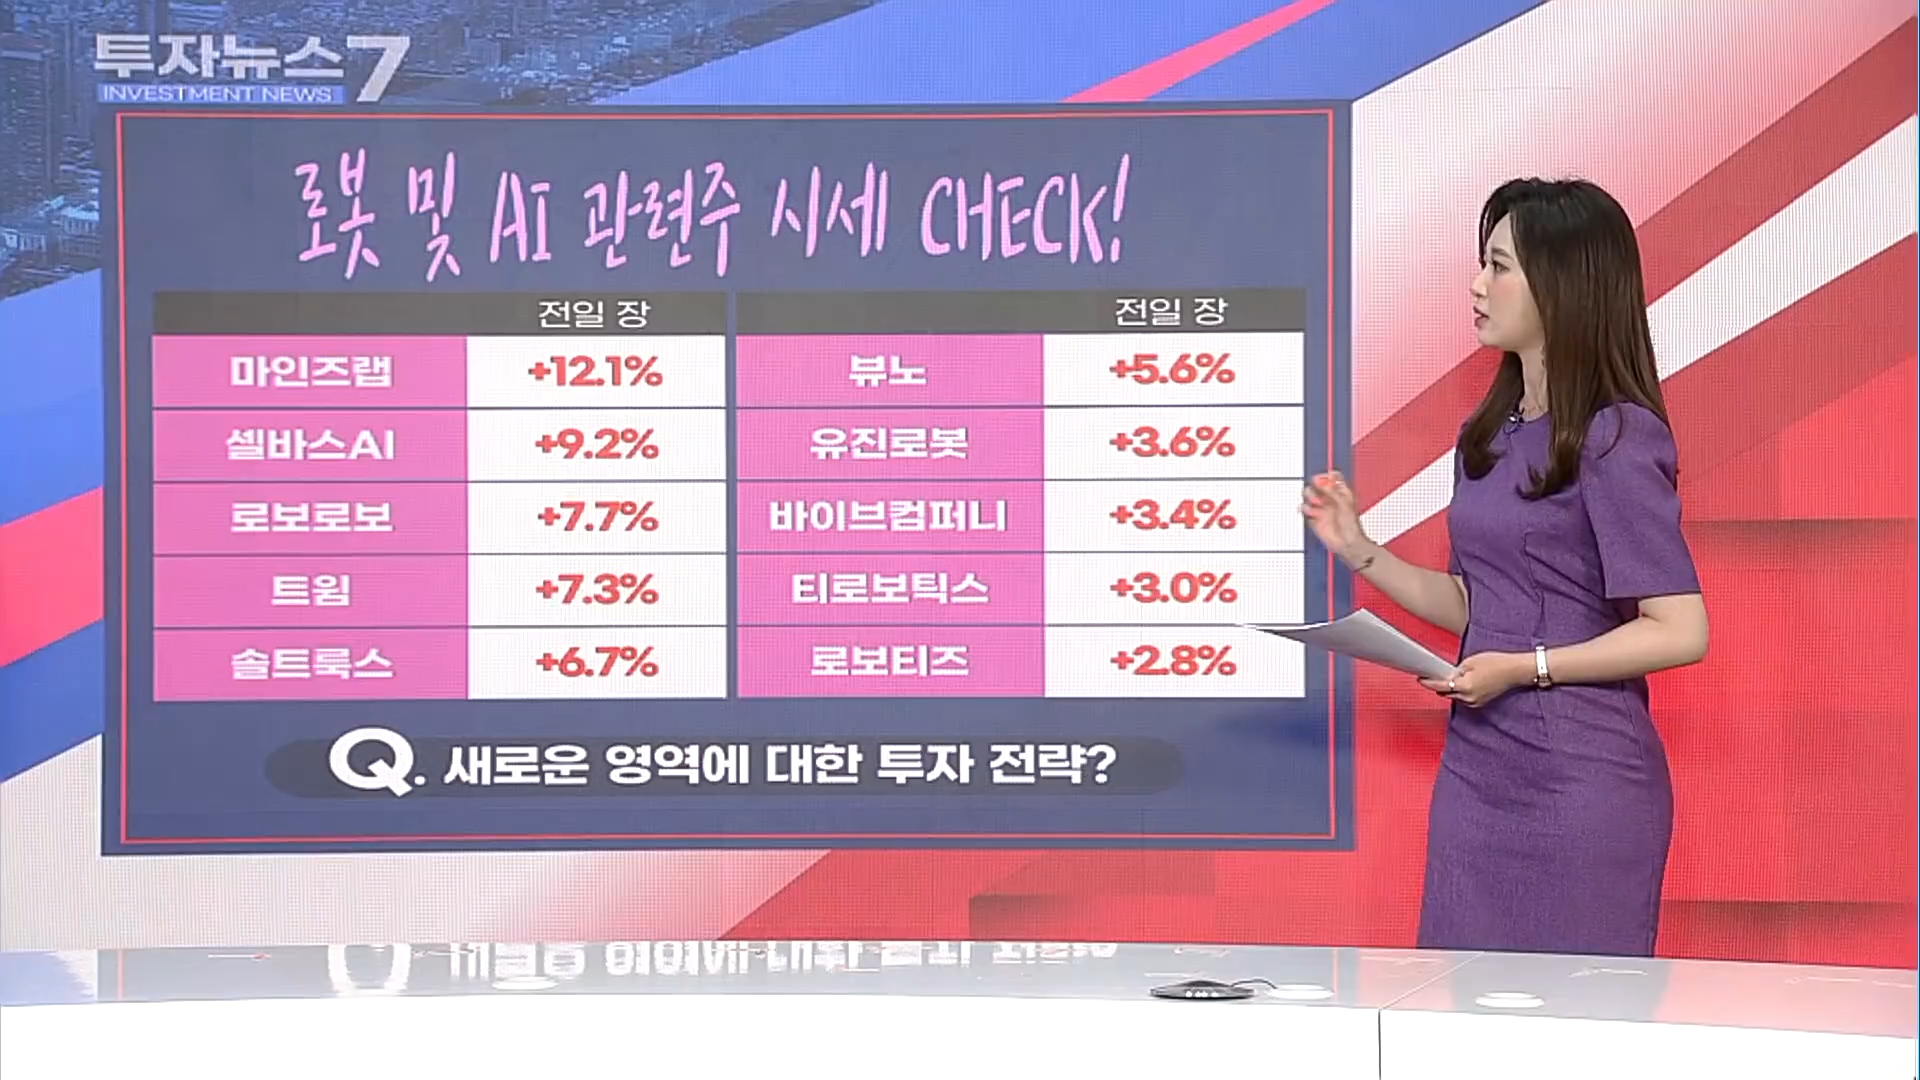 투자뉴스7
INVESTMENT NEWS
로봇 및 AI 관련주 시세 CHECK!
전일 장
마인즈랩 +12.1%
셀바스AI +9.2%
로보로보 +7.7%
트윔 +7.3%
솔트룩스 +6.7%
전일 장
뷰노 +5.6%
유진로봇 +3.6%
바이브컴퍼니 +3.4%
티로보틱스 +3.0%
로보티즈 +2.8%
Q. 새로운 영역에 대한 투자 전략?